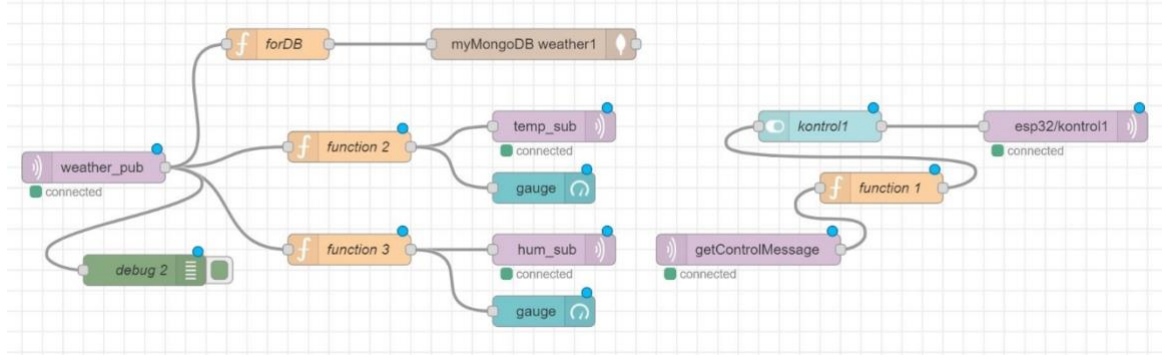 forDB
myMongoDB weather1
weather_pub
connected
function 2
temp_sub
connected
gauge
debug 2
function 3
hum_sub
connected
gauge
kontrol1
esp32/kontrol1
connected
function 1
getControlMessage
connected